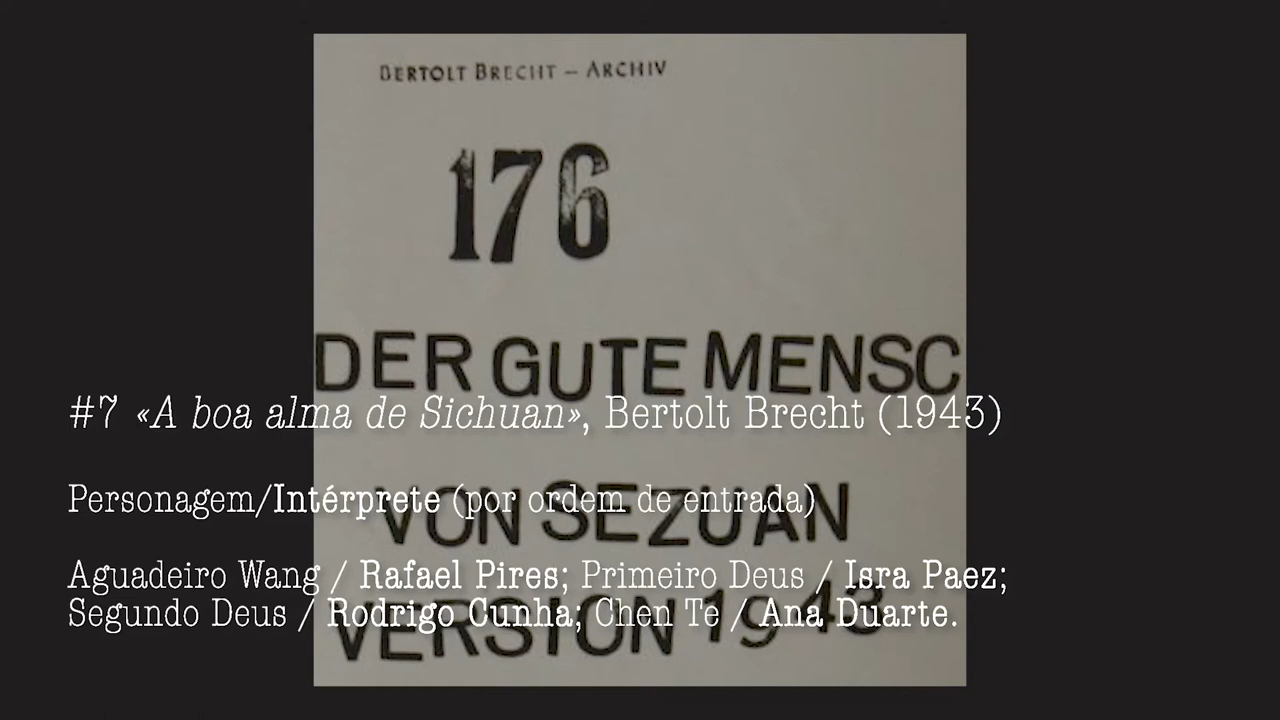 BERTOLT BRECHT – ARCHIV
176
DER GUTE MENSC
#7 «A boa alma de Sichuan», Bertolt Brecht (1943)
Personagem/Intérprete (por ordem de entrada)
VON SEZUAN
Aguadeiro Wang / Rafael Pires; Primeiro Deus / Isra Paez;
Segundo Deus / Rodrigo Cunha; Chen Te / Ana Duarte.
VERSION 1943